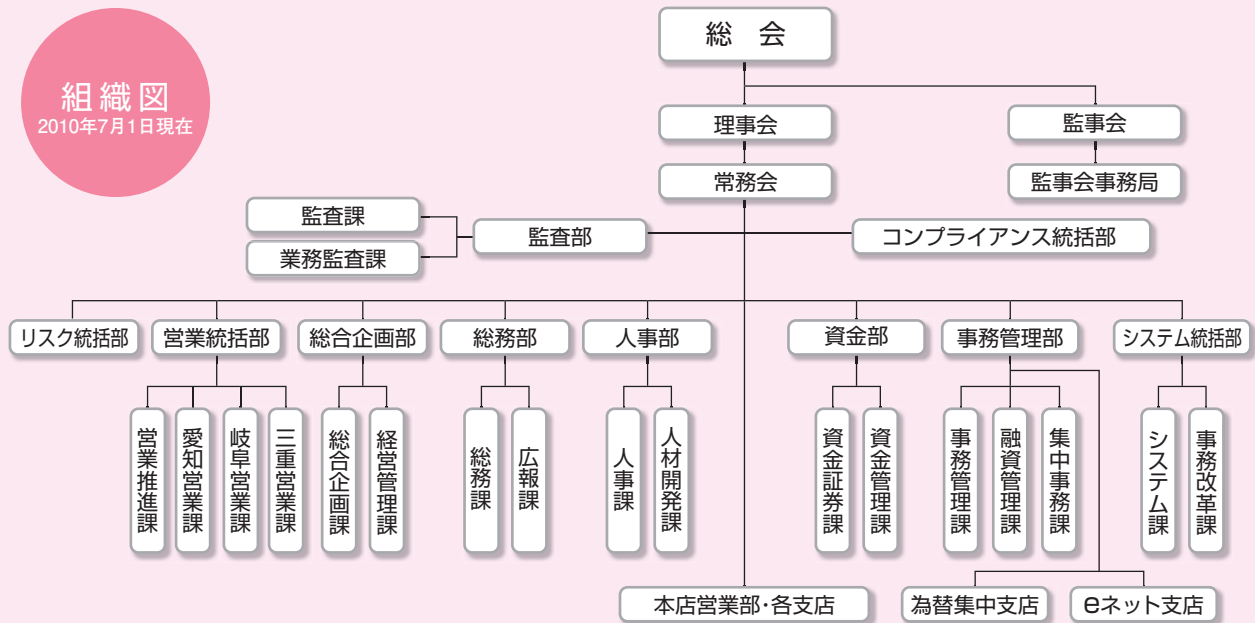 総 会
組織図
2010年7月1日現在
理事会
監事会
常務会
監事会事務局
監査課
業務監査課
監査部
コンプライアンス統括部
リスク統括部
営業統括部
総合企画部
総務部
人事部
資金部
事務管理部
システム統括部
営業推進課
愛知営業課
岐阜営業課
三重営業課
総合企画課
経営管理課
総務課
広報課
人事課
人材開発課
資金証券課
資金管理課
事務管理課
融資管理課
集中事務課
システム課
事務改革課
本店営業部・各支店
為替集中支店
eネット支店